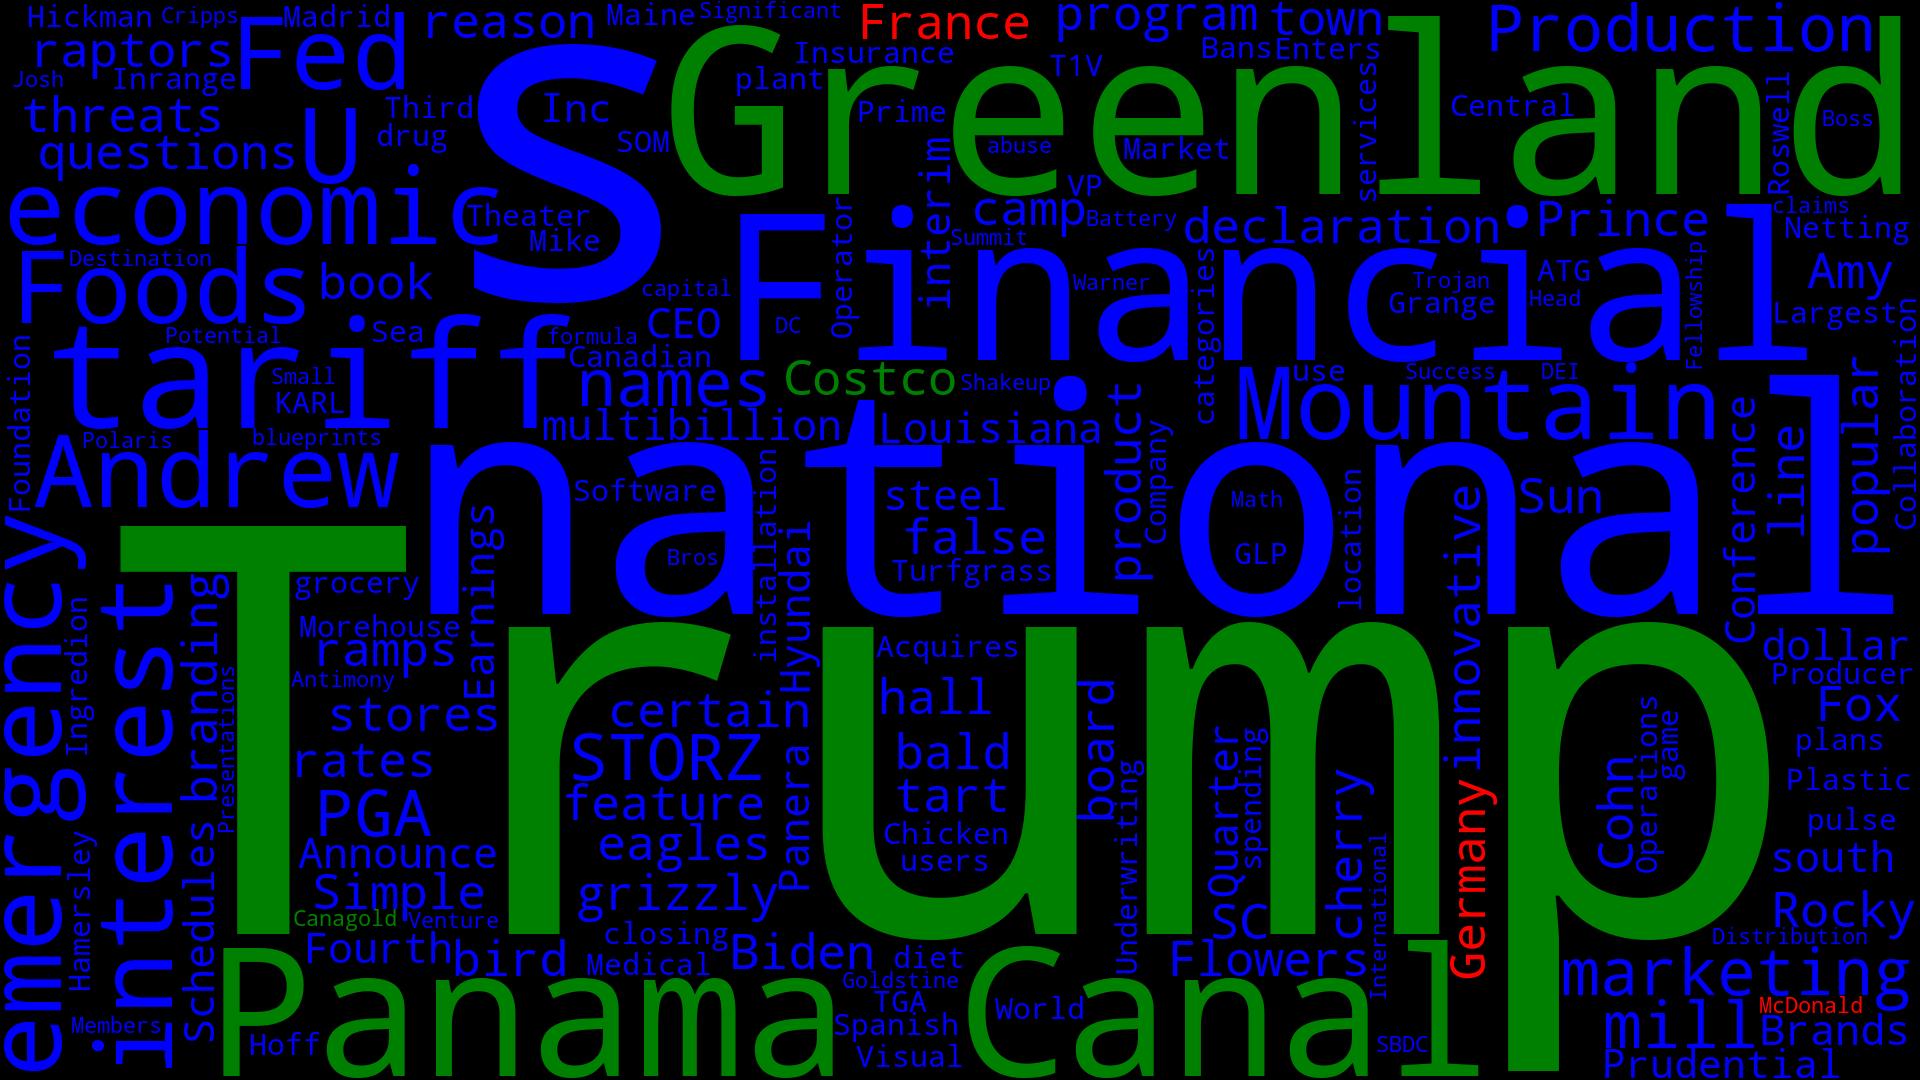 Hickman Cripps Madrid reason Maine Significant France program town Production
raptors Fed Insurance T1V Bans Enters
Josh Inrange plant
threats Third Inc Prime Central Boss
questions U drug SOM abuse Market services Roswell
S Greenland
economic Theater Mike interim VP camp Battery declaration Prince claims Netting
Destination Summit
Foods book capital Operator Warner categories Trojan ATG Amy
Financial
DC Grange Head Fellowship Largest
Potential Sea formula CEO Collaboration
tariff Canadian
Foundation Small KARL names Costco Shakeup use Success DEI
Mountain
multibillion Louisiana product Company popular
Polaris blueprints
Andrew Software installation steel Math location Sun Conference line
national
false GLP innovative
Bros Turfgrass
emergency interest Ingredion grocery Earnings Hyundai
Schedules branding Morehouse Acquires dollar
ramps Producer
Antimony
Trump
Presentations stores certain hall board Fox
rates STORZ bald Quarter spending Cohn Operations game plans
PGA feature tart Underwriting cherry Germany Plastic
Hamersley Announce eagles Panera Chicken users pulse
Simple grizzly south
Canagold Venture SC International Rocky
Fourth bird closing Biden diet Flowers Distribution
Medical marketing
Panama Canal
Goldstine TGA World McDonald
Members Spanish mill Brands
Hoff Visual SBDC Prudential